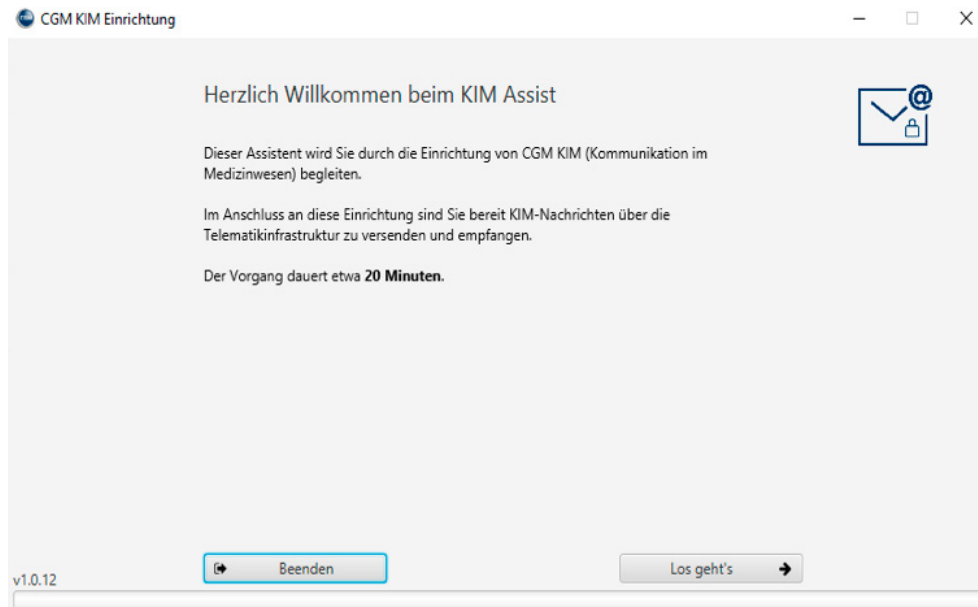 CGM KIM Einrichtung
Herzlich Willkommen beim KIM Assist
Dieser Assistent wird Sie durch die Einrichtung von CGM KIM (Kommunikation im
Medizinwesen) begleiten.
Im Anschluss an diese Einrichtung sind Sie bereit KIM-Nachrichten über die
Telematikinfrastruktur zu versenden und empfangen.
Der Vorgang dauert etwa 20 Minuten.
Beenden
Los geht's
v1.0.12